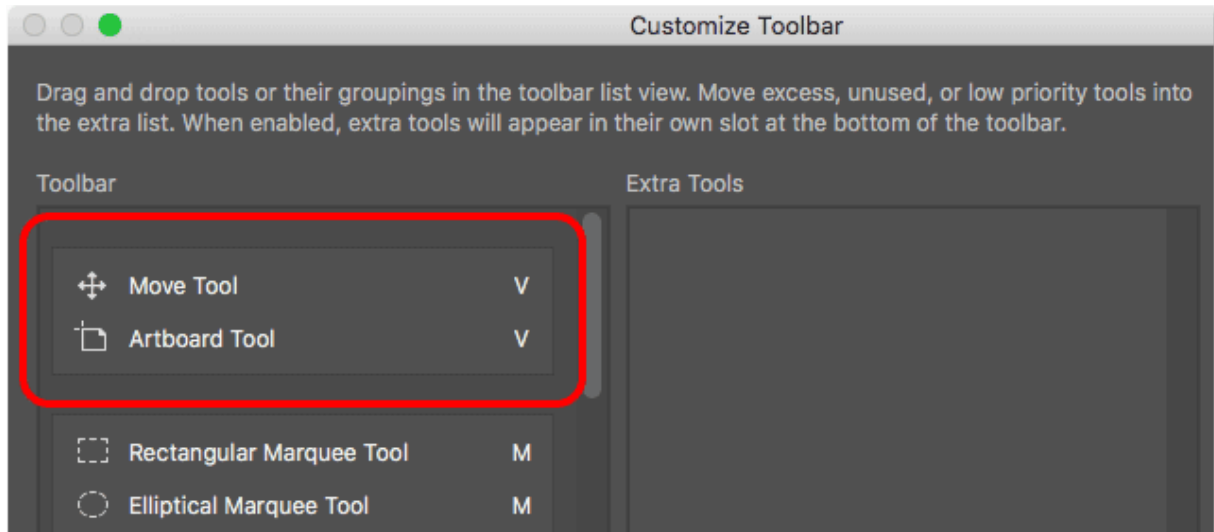 Customize Toolbar
Drag and drop tools or their groupings in the toolbar list view. Move excess, unused, or low priority tools into
the extra list. When enabled, extra tools will appear in their own slot at the bottom of the toolbar.
Toolbar Extra Tools
Move Tool V
Artboard Tool V
Rectangular Marquee Tool M
Elliptical Marquee Tool M